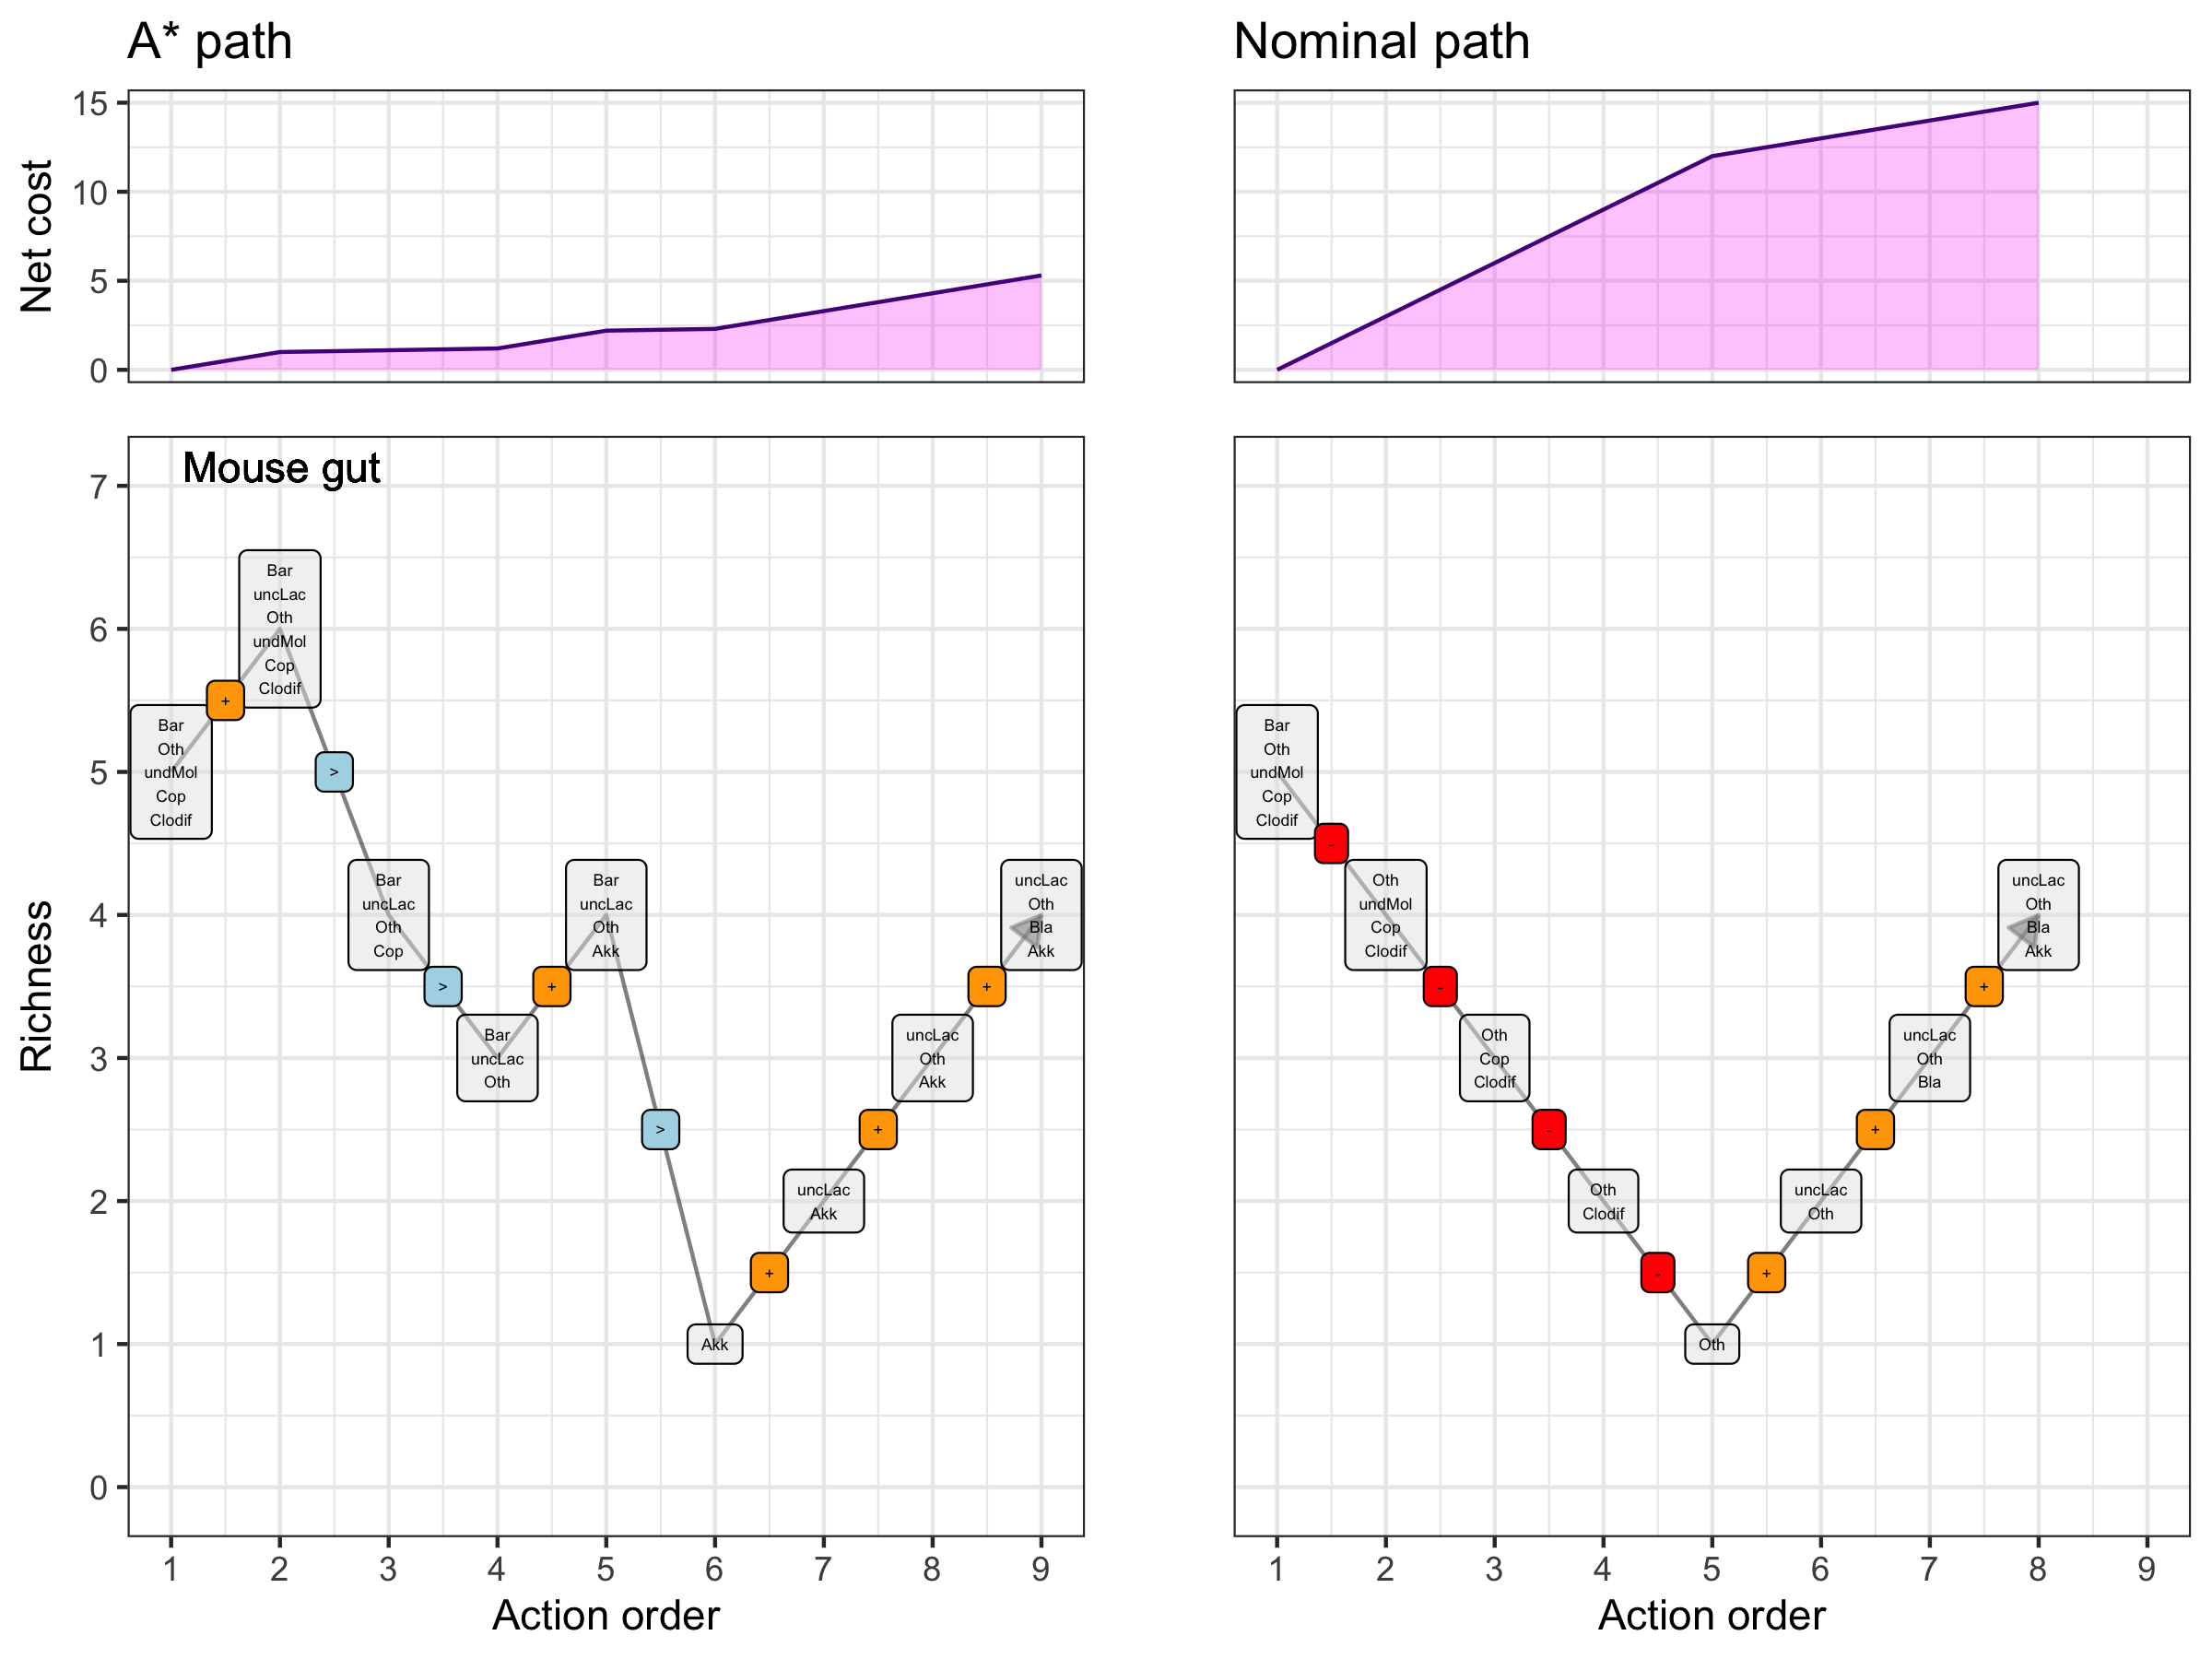 A* path
Nominal path
Net cost
15
10
5
0
Mouse gut
Richness
7
6
5
4
3
2
1
0
Bar
Oth
undMol
Cop
Clodif
+
Bar
uncLac
Oth
undMol
Cop
Clodif
>
Bar
uncLac
Oth
Cop
>
Bar
uncLac
Oth
+
Bar
uncLac
Oth
Akk
>
Akk
+
uncLac
Akk
+
uncLac
Oth
Akk
+
uncLac
Oth
Bla
Akk
1 2 3 4 5 6 7 8 9
Action order
Bar
Oth
undMol
Cop
Clodif
-
Oth
undMol
Cop
Clodif
-
Oth
Cop
Clodif
-
Oth
Clodif
-
Oth
+
uncLac
Oth
+
uncLac
Oth
Bla
+
uncLac
Oth
Bla
Akk
1 2 3 4 5 6 7 8 9
Action order